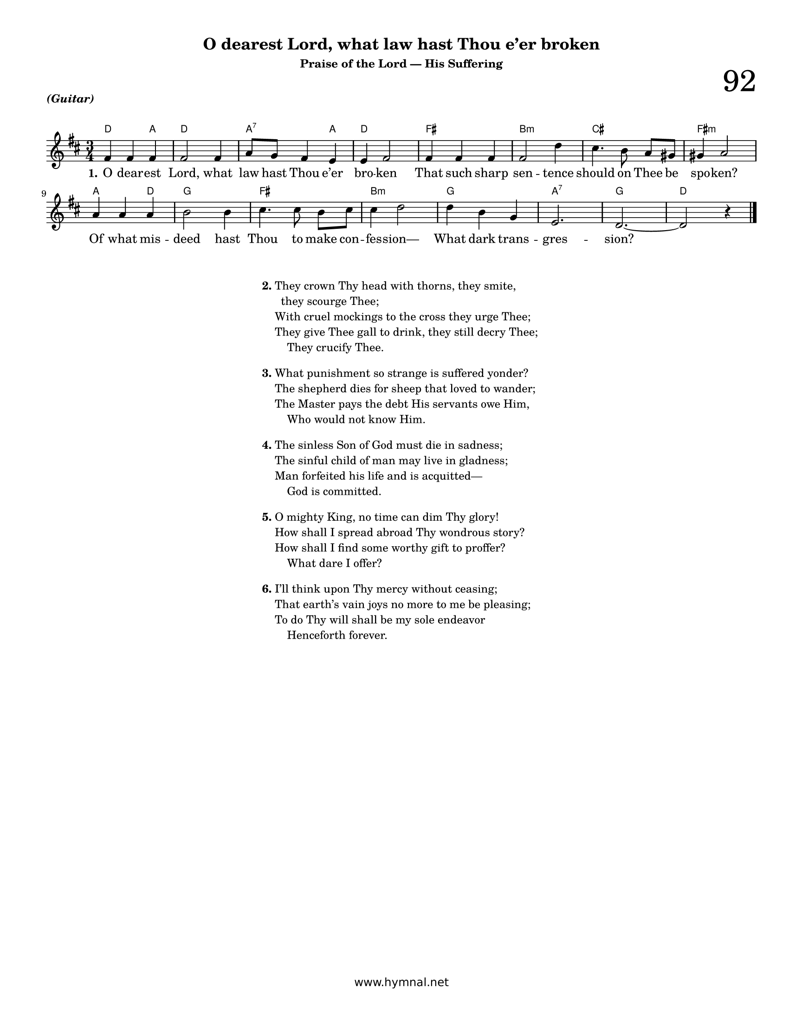 O dearest Lord, what law hast Thou e’er broken
Praise of the Lord — His Suffering
92
(Guitar)
D A D A7 A D F♯ Bm C♯ F♯m
3
4
1. O dearest Lord, what law hast Thou e’er bro-ken That such sharp sen - tence should on Thee be spoken?
9
A D G F♯ Bm G A7 G D
Of what mis - deed hast Thou to make con - fession— What dark trans - gres - sion?
2. They crown Thy head with thorns, they smite,
they scourge Thee;
With cruel mockings to the cross they urge Thee;
They give Thee gall to drink, they still decry Thee;
They crucify Thee.
3. What punishment so strange is suffered yonder?
The shepherd dies for sheep that loved to wander;
The Master pays the debt His servants owe Him,
Who would not know Him.
4. The sinless Son of God must die in sadness;
The sinful child of man may live in gladness;
Man forfeited his life and is acquitted—
God is committed.
5. O mighty King, no time can dim Thy glory!
How shall I spread abroad Thy wondrous story?
How shall I find some worthy gift to proffer?
What dare I offer?
6. I’ll think upon Thy mercy without ceasing;
That earth’s vain joys no more to me be pleasing;
To do Thy will shall be my sole endeavor
Henceforth forever.
www.hymnal.net